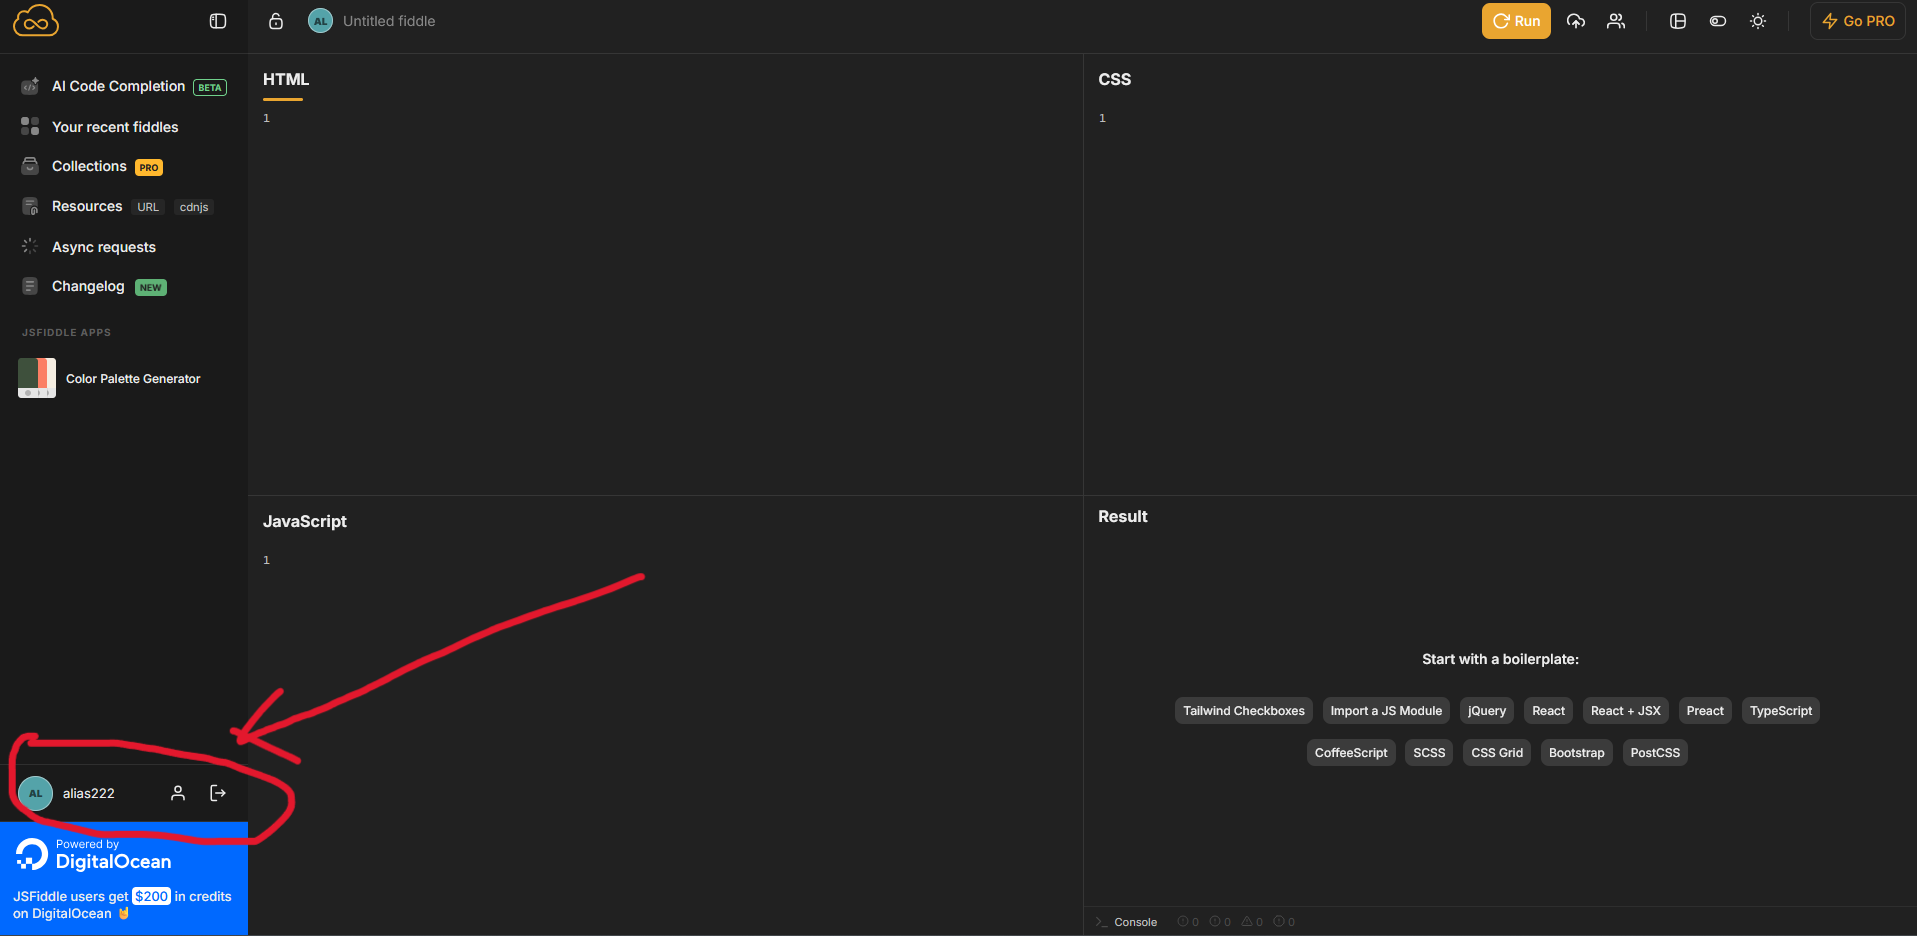 AL Untitled fiddle
Run
Go PRO
AI Code Completion BETA
Your recent fiddles
Collections PRO
Resources URL cdnjs
Async requests
Changelog NEW
JSFIDDLE APPS
Color Palette Generator
AL alias222
Powered by
DigitalOcean
JSFiddle users get $200 in credits
on DigitalOcean 🤘
HTML
1
CSS
1
JavaScript
1
Result
Start with a boilerplate:
Tailwind Checkboxes Import a JS Module jQuery React React + JSX Preact TypeScript
CoffeeScript SCSS CSS Grid Bootstrap PostCSS
>_ Console 0 0 0 0